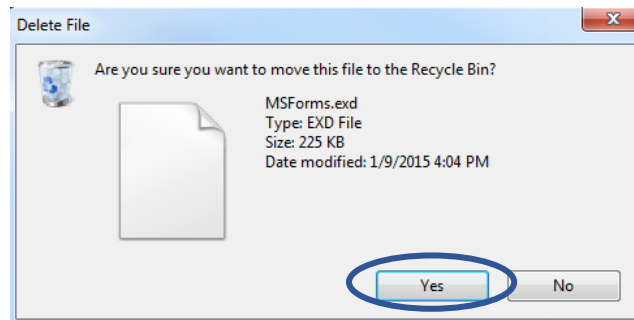 Delete File
Are you sure you want to move this file to the Recycle Bin?
MSForms.exd
Type: EXD File
Size: 225 KB
Date modified: 1/9/2015 4:04 PM
Yes
No